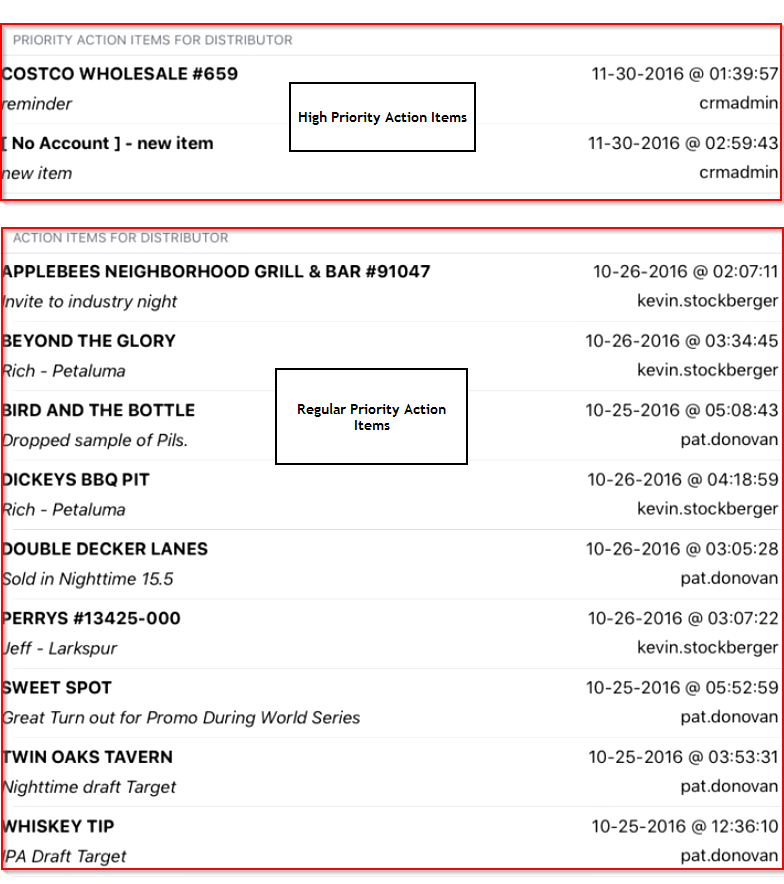 PRIORITY ACTION ITEMS FOR DISTRIBUTOR
COSTCO WHOLESALE #659 11-30-2016 @ 01:39:57
reminder crmadmin
High Priority Action Items
[ No Account ] - new item 11-30-2016 @ 02:59:43
new item crmadmin
ACTION ITEMS FOR DISTRIBUTOR
APPLEBEES NEIGHBORHOOD GRILL & BAR #91047 10-26-2016 @ 02:07:11
Invite to industry night kevin.stockberger
BEYOND THE GLORY 10-26-2016 @ 03:34:45
Rich - Petaluma kevin.stockberger
BIRD AND THE BOTTLE 10-25-2016 @ 05:08:43
Regular Priority Action
Items
Dropped sample of Pils. pat.donovan
DICKEYS BBQ PIT 10-26-2016 @ 04:18:59
Rich - Petaluma kevin.stockberger
DOUBLE DECKER LANES 10-26-2016 @ 03:05:28
Sold in Nighttime 15.5 pat.donovan
PERRYS #13425-000 10-26-2016 @ 03:07:22
Jeff - Larkspur kevin.stockberger
SWEET SPOT 10-25-2016 @ 05:52:59
Great Turn out for Promo During World Series pat.donovan
TWIN OAKS TAVERN 10-25-2016 @ 03:53:31
Nighttime draft Target pat.donovan
WHISKEY TIP 10-25-2016 @ 12:36:10
IPA Draft Target pat.donovan